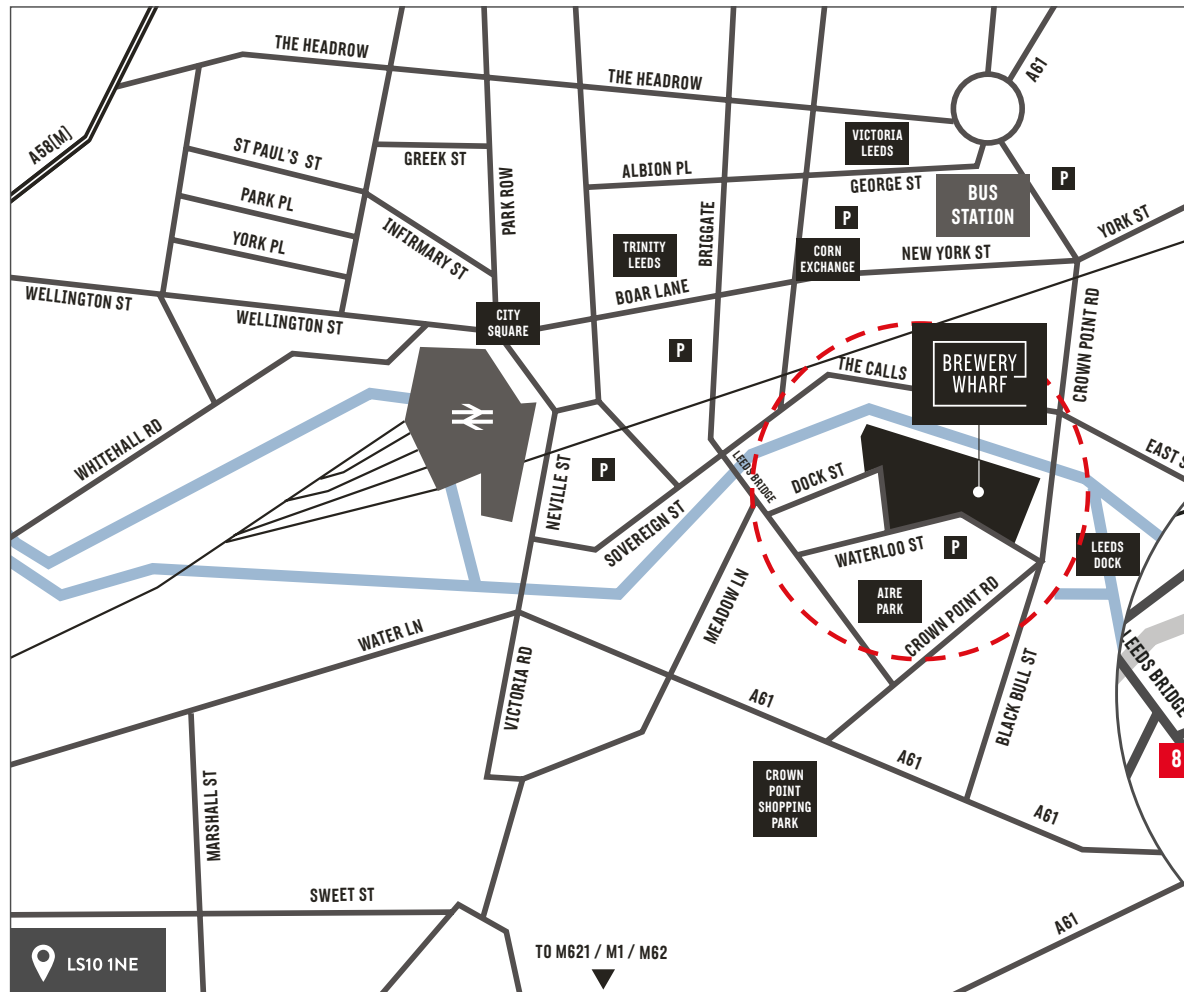 THE HEADROW
THE HEADROW
A61
A58(M)
VICTORIA
LEEDS
ST PAUL'S ST
GREEK ST
ALBION PL
GEORGE ST
P
BUS
STATION
PARK PL
PARK ROW
BRIGGATE
P
YORK ST
YORK PL
INFIRMARY ST
TRINITY
LEEDS
CORN
EXCHANGE
NEW YORK ST
WELLINGTON ST
WELLINGTON ST
BOAR LANE
CITY
SQUARE
P
CROWN POINT RD
THE CALLS
BREWERY
WHARF
WHITEHALL RD
NEVILLE ST
P
LEEDS BRIDGE
DOCK ST
EAST S
SOVEREIGN ST
WATERLOO ST
P
LEEDS
DOCK
AIRE
PARK
MEADOW LN
CROWN POINT RD
WATER LN
VICTORIA RD
A61
BLACK BULL ST
LEEDS BRIDGE
8
A61
CROWN
POINT
SHOPPING
PARK
MARSHALL ST
A61
SWEET ST
A61
LS10 1NE
TO M621 / M1 / M62